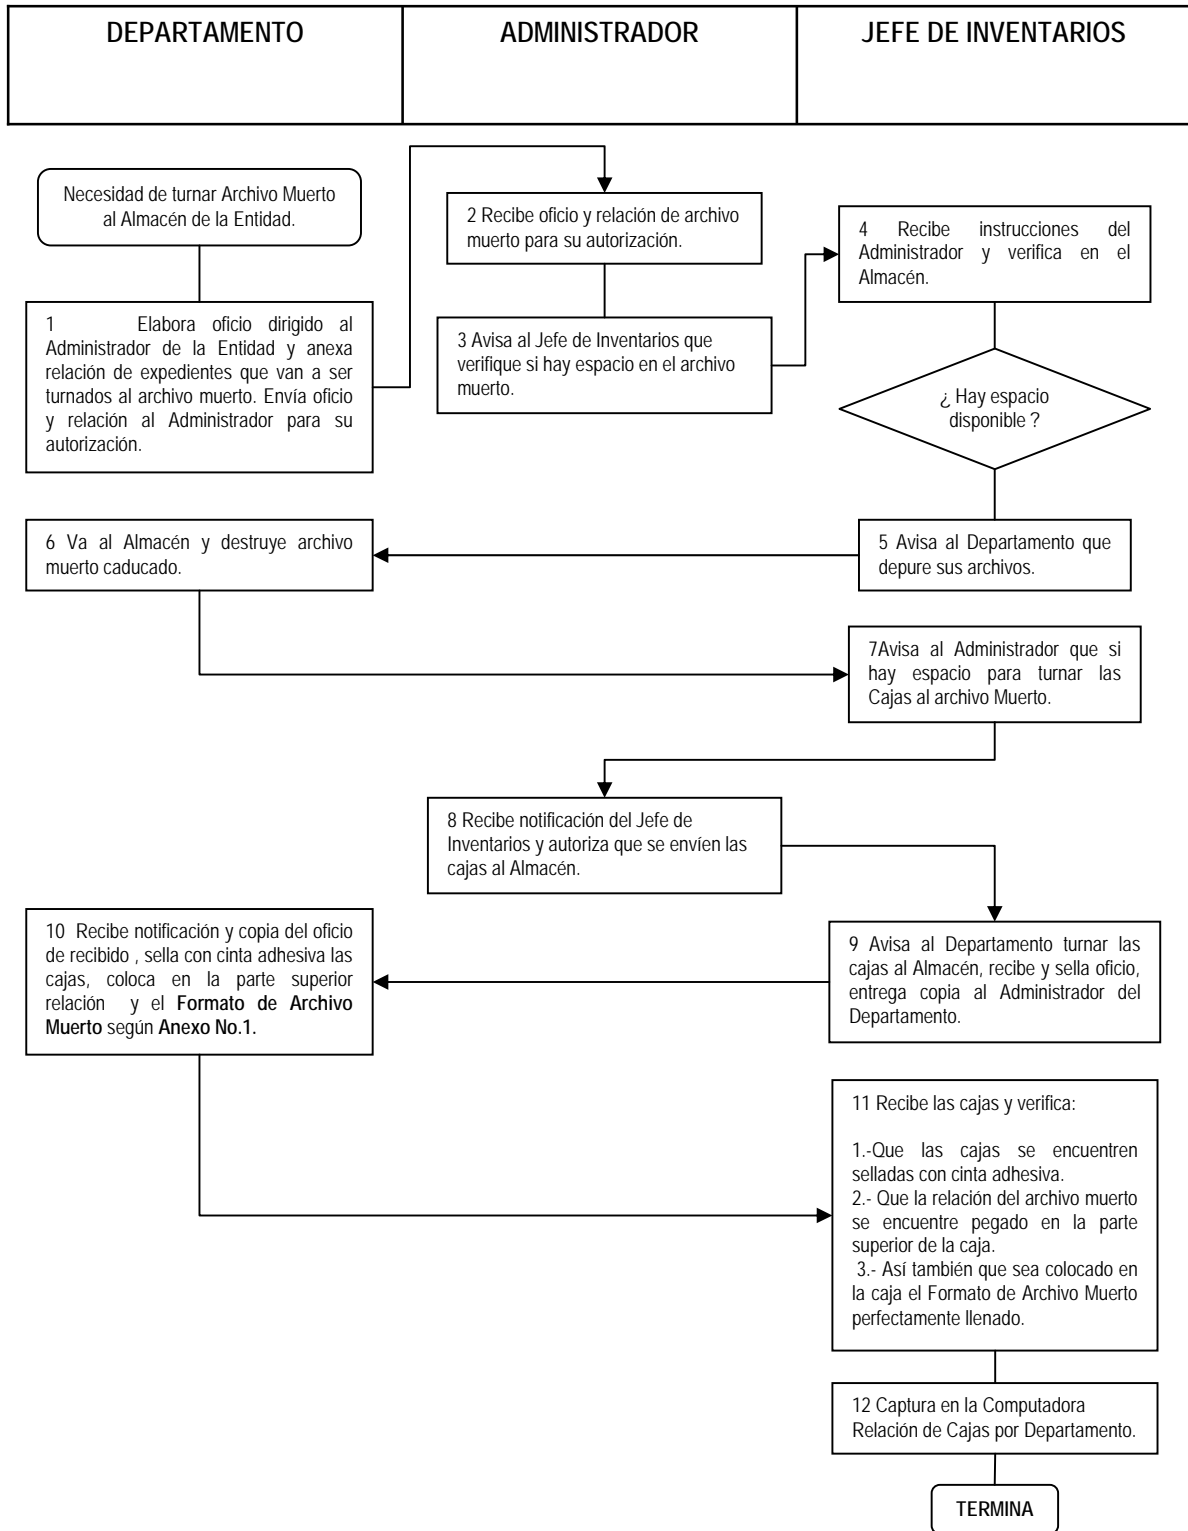 DEPARTAMENTO
ADMINISTRADOR
JEFE DE INVENTARIOS
Necesidad de turnar Archivo Muerto
al Almacén de la Entidad.
1 Elabora oficio dirigido al
Administrador de la Entidad y anexa
relación de expedientes que van a ser
turnados al archivo muerto. Envía oficio
y relación al Administrador para su
autorización.
2 Recibe oficio y relación de archivo
muerto para su autorización.
3 Avisa al Jefe de Inventarios que
verifique si hay espacio en el archivo
muerto.
4 Recibe instrucciones del
Administrador y verifica en el
Almacén.
¿ Hay espacio
disponible ?
5 Avisa al Departamento que
depure sus archivos.
6 Va al Almacén y destruye archivo
muerto caducado.
7Avisa al Administrador que si
hay espacio para turnar las
Cajas al archivo Muerto.
8 Recibe notificación del Jefe de
Inventarios y autoriza que se envíen las
cajas al Almacén.
9 Avisa al Departamento turnar las
cajas al Almacén, recibe y sella oficio,
entrega copia al Administrador del
Departamento.
10 Recibe notificación y copia del oficio
de recibido , sella con cinta adhesiva las
cajas, coloca en la parte superior
relación y el Formato de Archivo
Muerto según Anexo No.1.
11 Recibe las cajas y verifica:
1.-Que las cajas se encuentren
selladas con cinta adhesiva.
2.- Que la relación del archivo muerto
se encuentre pegado en la parte
superior de la caja.
3.- Así también que sea colocado en
la caja el Formato de Archivo Muerto
perfectamente llenado.
12 Captura en la Computadora
Relación de Cajas por Departamento.
TERMINA